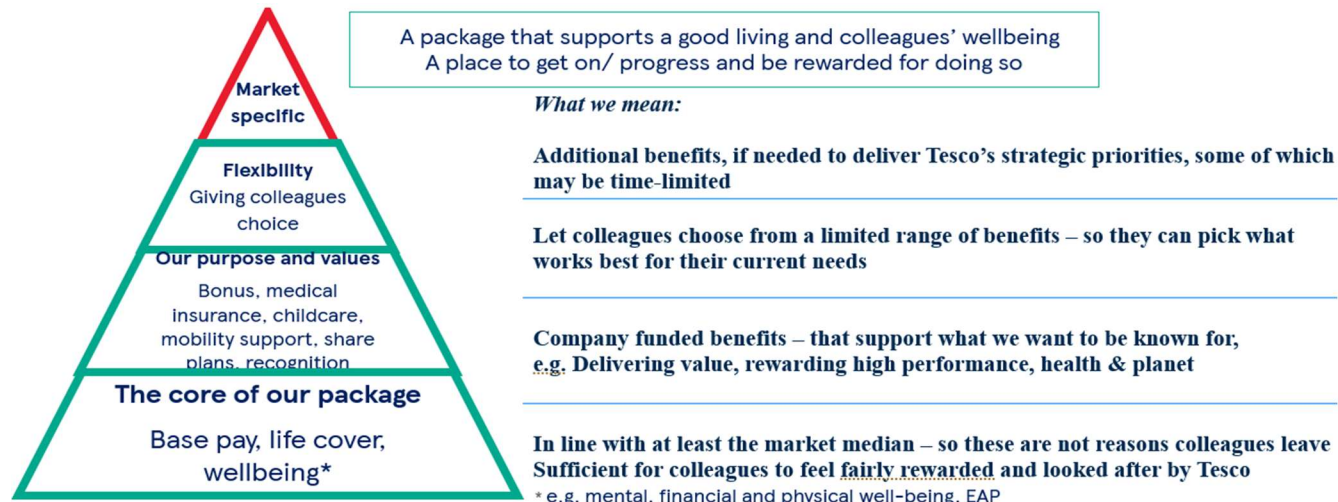 A package that supports a good living and colleagues' wellbeing
A place to get on/ progress and be rewarded for doing so
Market
specific
What we mean:
Additional benefits, if needed to deliver Tesco's strategic priorities, some of which
may be time-limited
Flexibility
Giving colleagues
choice
Let colleagues choose from a limited range of benefits – so they can pick what
works best for their current needs
Our purpose and values
Bonus, medical
insurance, childcare,
mobility support, share
plans, recognition
Company funded benefits – that support what we want to be known for,
e.g. Delivering value, rewarding high performance, health & planet
The core of our package
Base pay, life cover,
wellbeing*
In line with at least the market median – so these are not reasons colleagues leave
Sufficient for colleagues to feel fairly rewarded and looked after by Tesco
* e.g. mental, financial and physical well-being, EAP